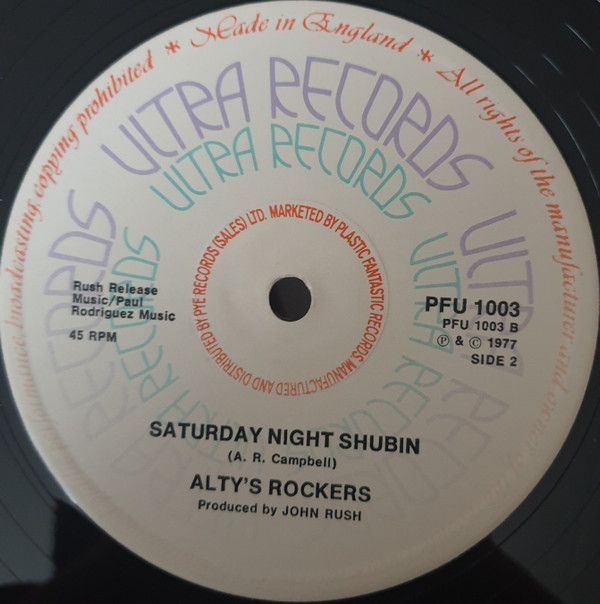 Made in England * All rights of the manufacturer and
broadcasting, copying prohibited *
ULTRA RECORDS
ULTRA RECORDS
ULTRA
ULTRA RECORDS
RECORDS
MARKETED BY PLASTIC FANTASTIC RECORDS. MANUFACTURED AND DISTRIBUTED BY PYE RECORDS (SALES) LTD.
Rush Release
Music/Paul
Rodriguez Music
45 RPM
PFU 1003
PFU 1003 B
Ⓟ & © 1977
SIDE 2
SATURDAY NIGHT SHUBIN
(A. R. Campbell)
ALTY'S ROCKERS
Produced by JOHN RUSH